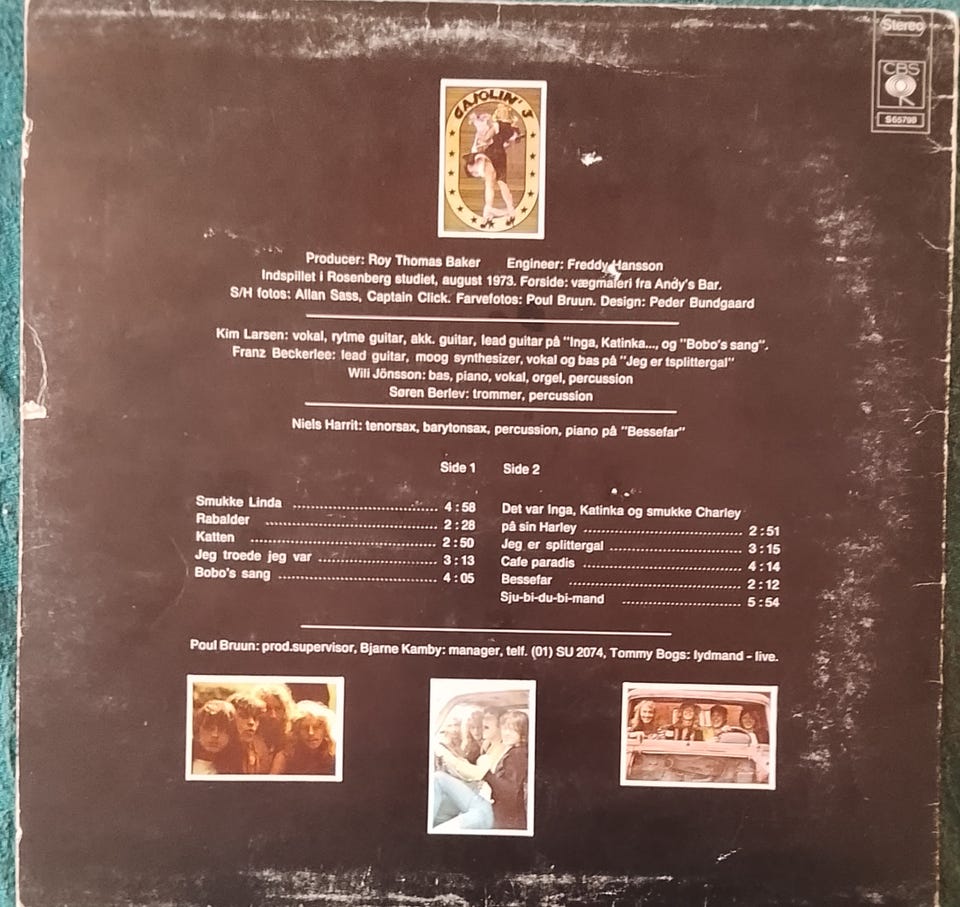 Stereo
CBS
S65798
GASOLIN' 3
Producer: Roy Thomas Baker Engineer: Freddy Hansson
Indspillet i Rosenberg studiet, august 1973. Forside: vægmaleri fra Andy's Bar.
S/H fotos: Allan Sass, Captain Click. Farvefotos: Poul Bruun. Design: Peder Bundgaard
Kim Larsen: vokal, rytme guitar, akk. guitar, lead guitar på "Inga, Katinka..., og "Bobo's sang".
Franz Beckerlee: lead guitar, moog synthesizer, vokal og bas på "Jeg er tsplittergal"
Wili Jönsson: bas, piano, vokal, orgel, percussion
Søren Berlev: trommer, percussion
Niels Harrit: tenorsax, barytonsax, percussion, piano på "Bessefar"
Side 1 Side 2
Smukke Linda 4:58
Rabalder 2:28
Katten 2:50
Jeg troede jeg var 3:13
Bobo's sang 4:05
Det var Inga, Katinka og smukke Charley
på sin Harley 2:51
Jeg er splittergal 3:15
Cafe paradis 4:14
Bessefar 2:12
Sju-bi-du-bi-mand 5:54
Poul Bruun: prod.supervisor, Bjarne Kamby: manager, telf. (01) SU 2074, Tommy Bogs: lydmand - live.